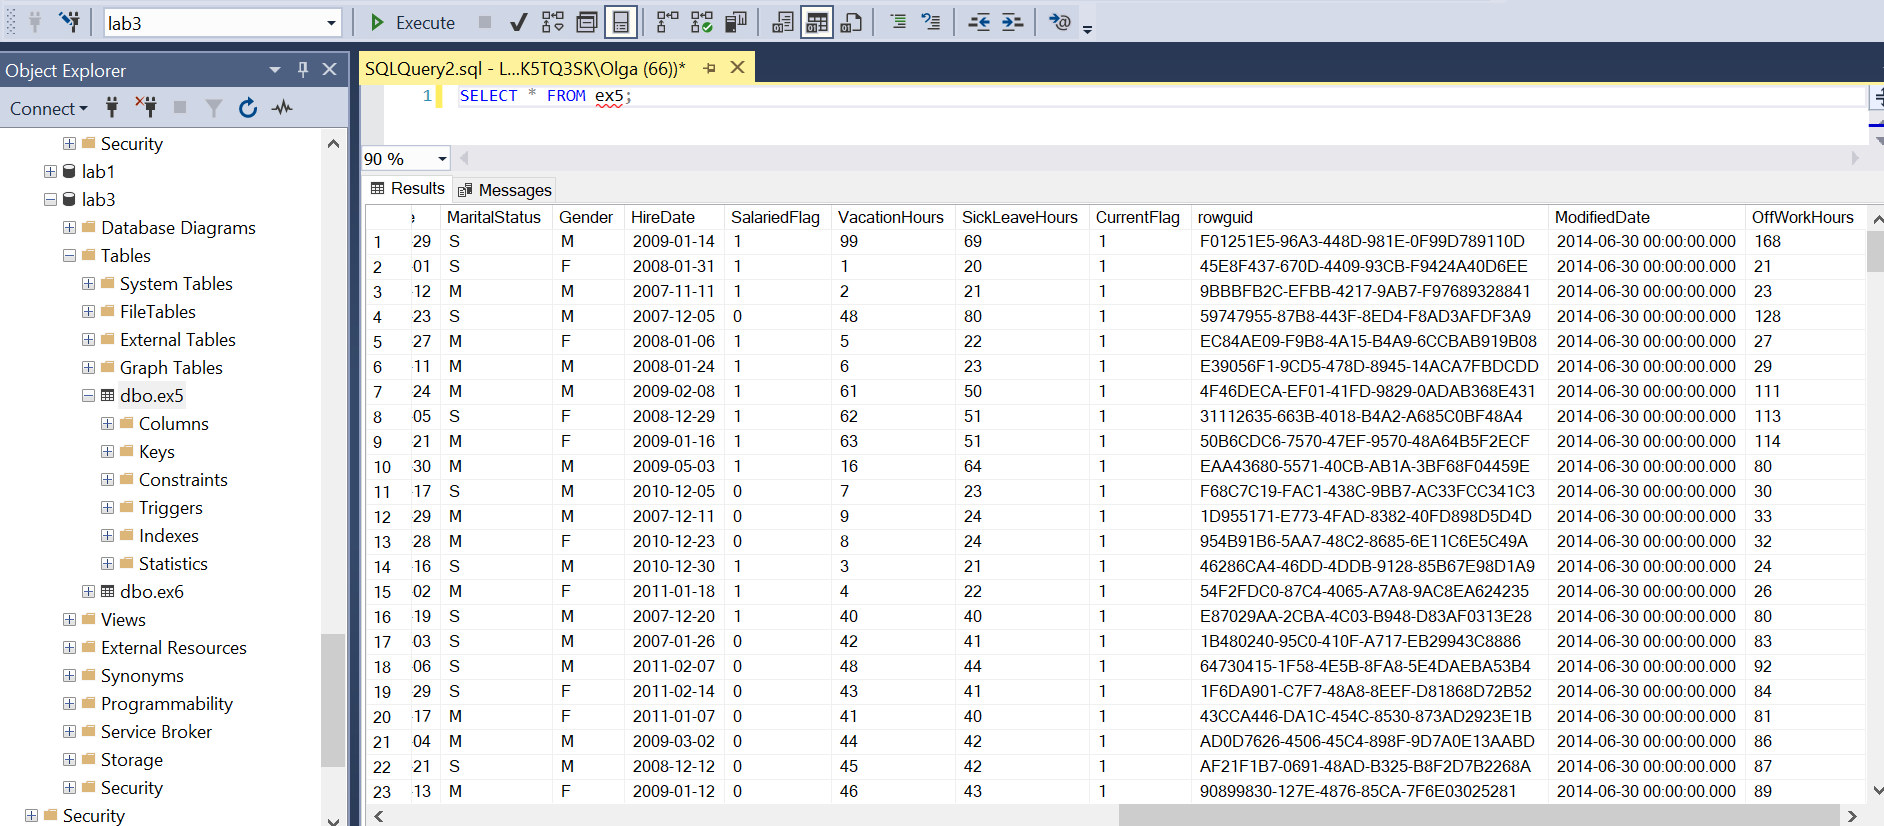 lab3 Execute
Object Explorer
Connect
Security
lab1
lab3
Database Diagrams
Tables
System Tables
FileTables
External Tables
Graph Tables
dbo.ex5
Columns
Keys
Constraints
Triggers
Indexes
Statistics
dbo.ex6
Views
External Resources
Synonyms
Programmability
Service Broker
Storage
Security
Security
SQLQuery2.sql - L...K5TQ3SK\Olga (66))*
1 SELECT * FROM ex5;
90 %
Results Messages
MaritalStatus Gender HireDate SalariedFlag VacationHours SickLeaveHours CurrentFlag rowguid ModifiedDate OffWorkHours
1 29 S M 2009-01-14 1 99 69 1 F01251E5-96A3-448D-981E-0F99D789110D 2014-06-30 00:00:00.000 168
2 01 S F 2008-01-31 1 1 20 1 45E8F437-670D-4409-93CB-F9424A40D6EE 2014-06-30 00:00:00.000 21
3 12 M M 2007-11-11 1 2 21 1 9BBBFB2C-EFBB-4217-9AB7-F97689328841 2014-06-30 00:00:00.000 23
4 23 S M 2007-12-05 0 48 80 1 59747955-87B8-443F-8ED4-F8AD3AFDF3A9 2014-06-30 00:00:00.000 128
5 27 M F 2008-01-06 1 5 22 1 EC84AE09-F9B8-4A15-B4A9-6CCBAB919B08 2014-06-30 00:00:00.000 27
6 11 M M 2008-01-24 1 6 23 1 E39056F1-9CD5-478D-8945-14ACA7FBDCDD 2014-06-30 00:00:00.000 29
7 24 M M 2009-02-08 1 61 50 1 4F46DECA-EF01-41FD-9829-0ADAB368E431 2014-06-30 00:00:00.000 111
8 05 S F 2008-12-29 1 62 51 1 31112635-663B-4018-B4A2-A685C0BF48A4 2014-06-30 00:00:00.000 113
9 21 M F 2009-01-16 1 63 51 1 50B6CDC6-7570-47EF-9570-48A64B5F2ECF 2014-06-30 00:00:00.000 114
10 30 M M 2009-05-03 1 16 64 1 EAA43680-5571-40CB-AB1A-3BF68F04459E 2014-06-30 00:00:00.000 80
11 17 S M 2010-12-05 0 7 23 1 F68C7C19-FAC1-438C-9BB7-AC33FCC341C3 2014-06-30 00:00:00.000 30
12 29 M M 2007-12-11 0 9 24 1 1D955171-E773-4FAD-8382-40FD898D5D4D 2014-06-30 00:00:00.000 33
13 28 M F 2010-12-23 0 8 24 1 954B91B6-5AA7-48C2-8685-6E11C6E5C49A 2014-06-30 00:00:00.000 32
14 16 S M 2010-12-30 1 3 21 1 46286CA4-46DD-4DDB-9128-85B67E98D1A9 2014-06-30 00:00:00.000 24
15 02 M F 2011-01-18 1 4 22 1 54F2FDC0-87C4-4065-A7A8-9AC8EA624235 2014-06-30 00:00:00.000 26
16 19 S M 2007-12-20 1 40 40 1 E87029AA-2CBA-4C03-B948-D83AF0313E28 2014-06-30 00:00:00.000 80
17 03 S M 2007-01-26 0 42 41 1 1B480240-95C0-410F-A717-EB29943C8886 2014-06-30 00:00:00.000 83
18 06 S M 2011-02-07 0 48 44 1 64730415-1F58-4E5B-8FA8-5E4DAEBA53B4 2014-06-30 00:00:00.000 92
19 29 S F 2011-02-14 0 43 41 1 1F6DA901-C7F7-48A8-8EEF-D81868D72B52 2014-06-30 00:00:00.000 84
20 17 M F 2011-01-07 0 41 40 1 43CCA446-DA1C-454C-8530-873AD2923E1B 2014-06-30 00:00:00.000 81
21 04 M M 2009-03-02 0 44 42 1 AD0D7626-4506-45C4-898F-9D7A0E13AABD 2014-06-30 00:00:00.000 86
22 21 S M 2008-12-12 0 45 42 1 AF21F1B7-0691-48AD-B325-B8F2D7B2268A 2014-06-30 00:00:00.000 87
23 13 M F 2009-01-12 0 46 43 1 90899830-127E-4876-85CA-7F6E03025281 2014-06-30 00:00:00.000 89